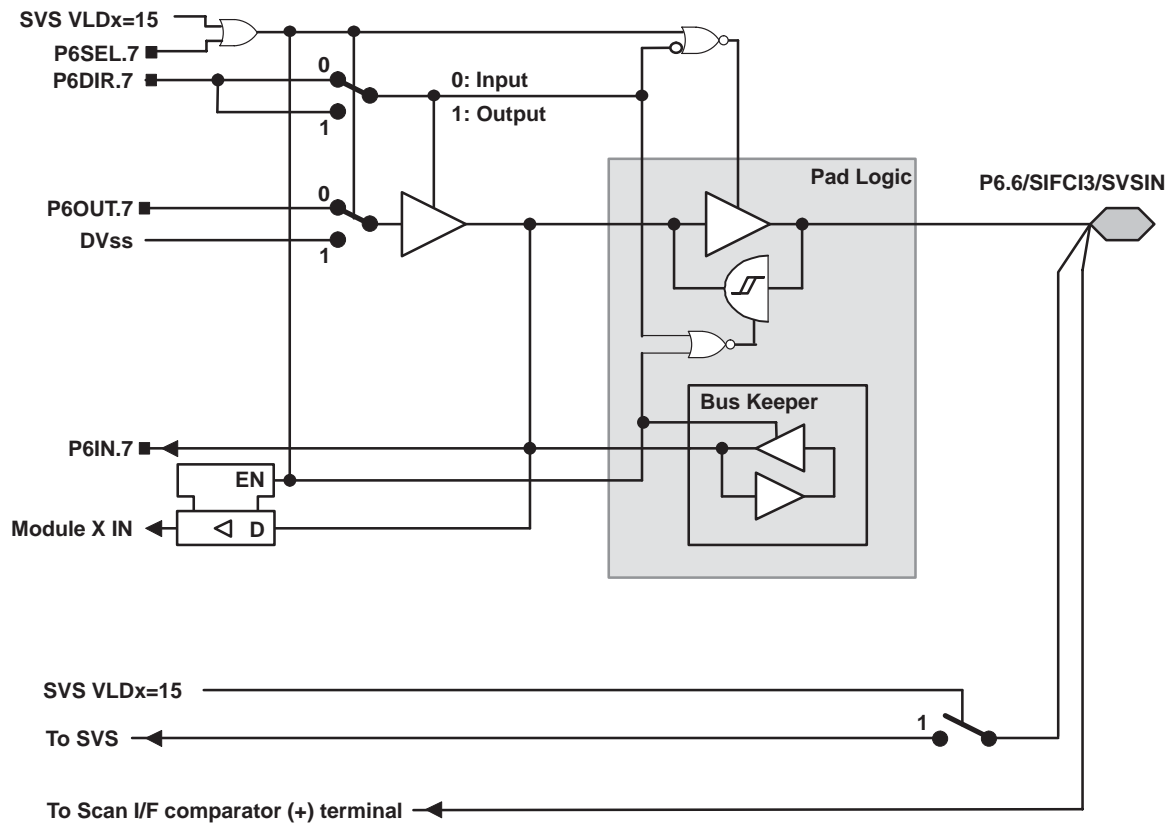 SVS VLDx=15
P6SEL.7
P6DIR.7
0
0: Input
1: Output
1
Pad Logic
P6.6/SIFCI3/SVSIN
P6OUT.7
0
DVss
1
Bus Keeper
P6IN.7
EN
Module X IN
D
SVS VLDx=15
1
To SVS
To Scan I/F comparator (+) terminal